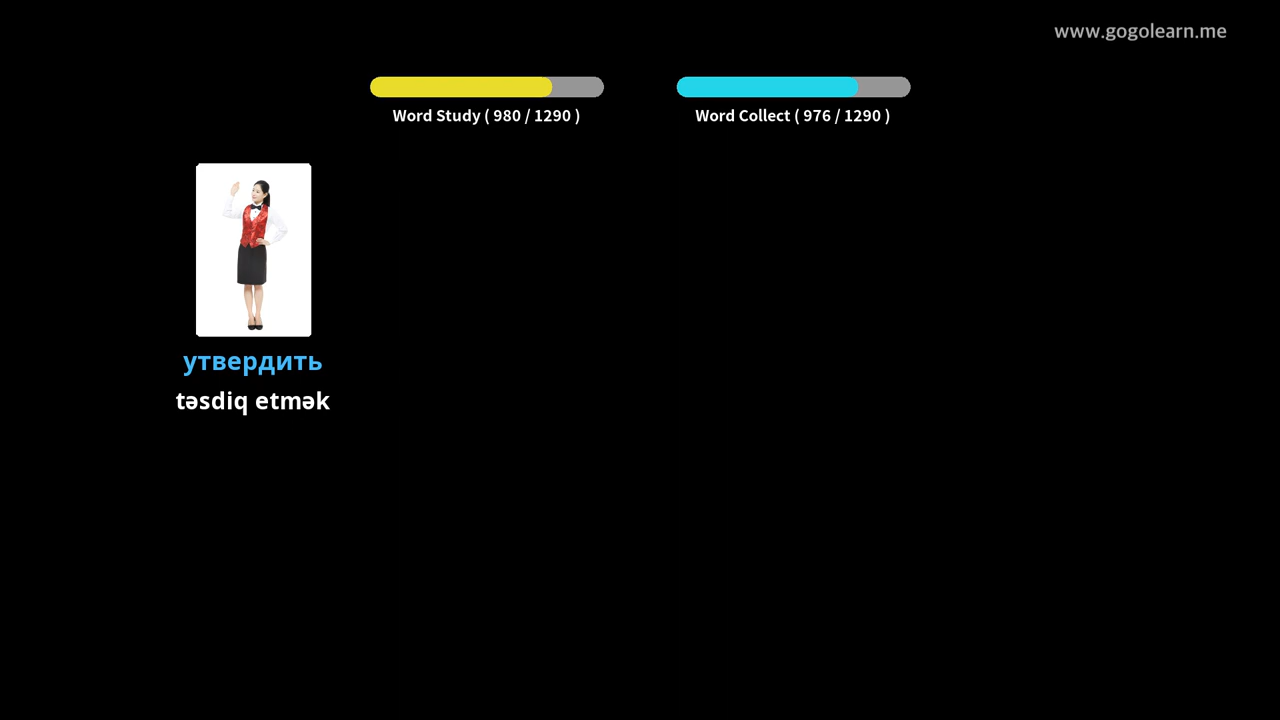 www.gogolearn.me
Word Study ( 980 / 1290 )
Word Collect ( 976 / 1290 )
утвердить
təsdiq etmək